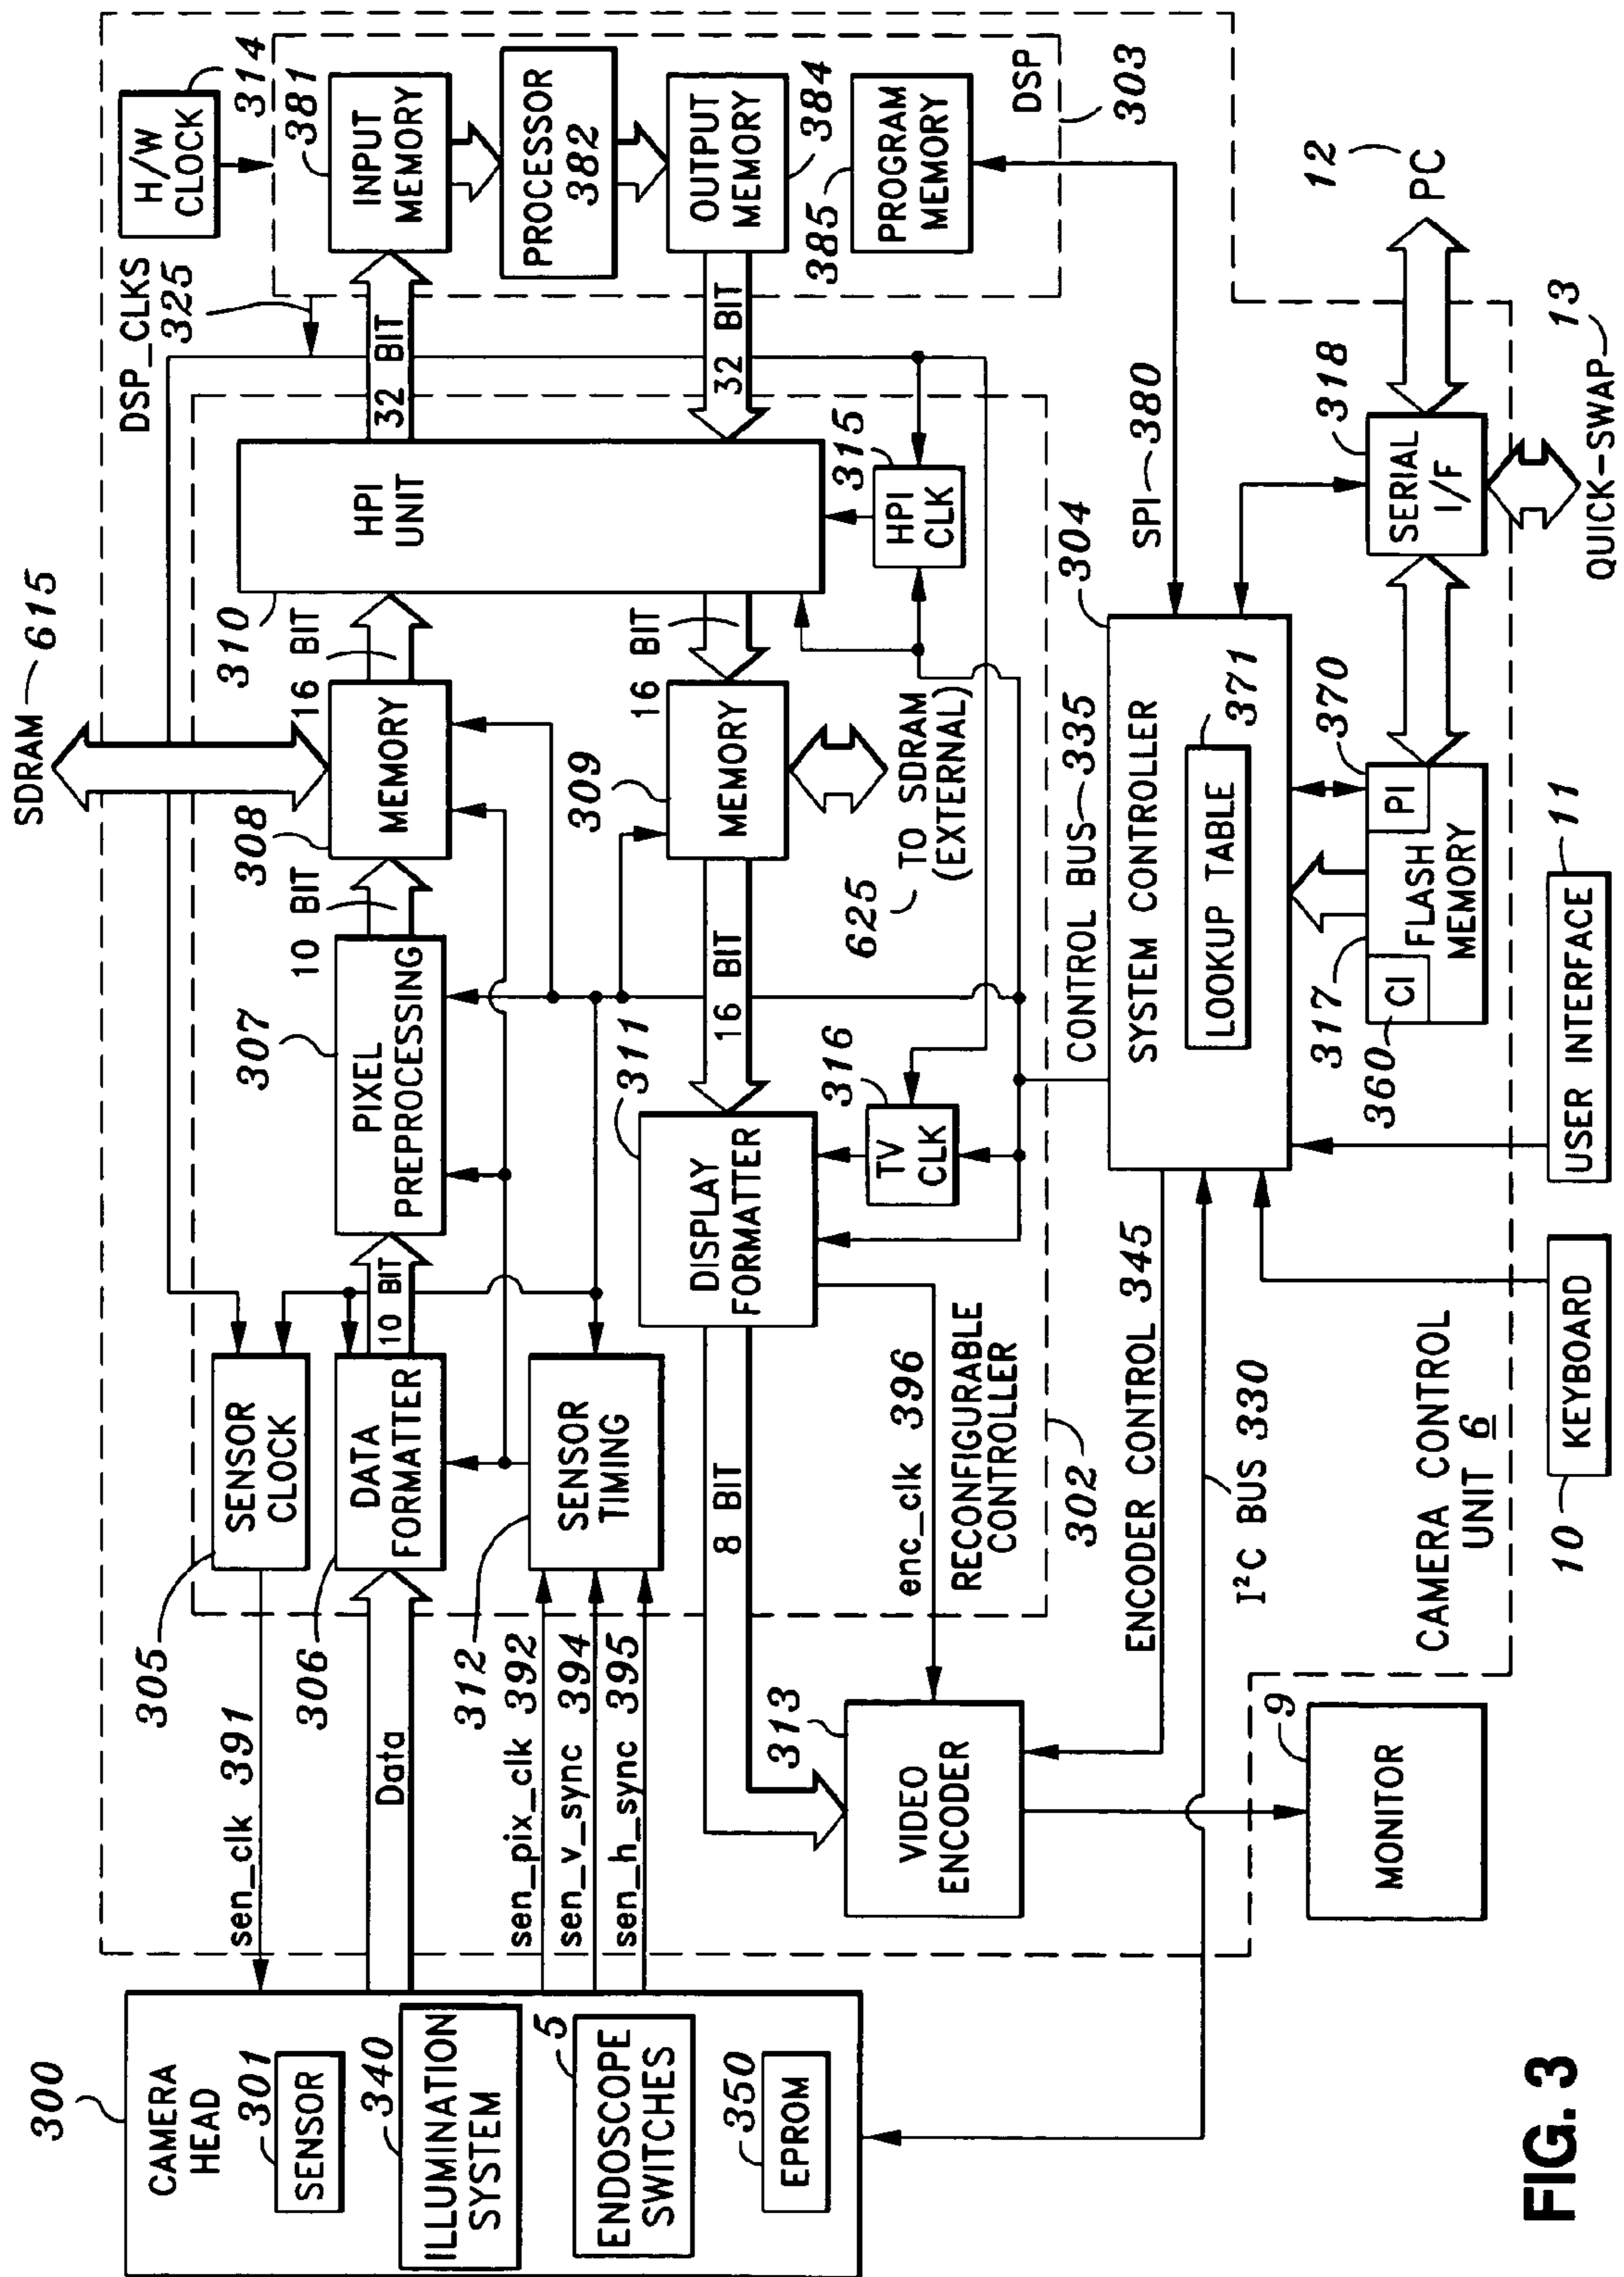 300
CAMERA
HEAD
301
SENSOR
340
ILLUMINATION
SYSTEM
5
ENDOSCOPE
SWITCHES
350
EPROM
sen_clk 391
Data
sen_pix_clk 392
sen_v_sync 394
sen_h_sync 395
305
SENSOR
CLOCK
306
DATA
FORMATTER
312
SENSOR
TIMING
10 BIT
307
PIXEL
PREPROCESSING
10 BIT
308
MEMORY
SDRAM 615
16 BIT
310
HPI
UNIT
32 BIT
DSP_CLKS
325
H/W
CLOCK
314
381
INPUT
MEMORY
PROCESSOR
382
OUTPUT
MEMORY
384
385
PROGRAM
MEMORY
DSP
303
32 BIT
315
HPI
CLK
16 BIT
309
MEMORY
625 TO SDRAM
(EXTERNAL)
16 BIT
311
DISPLAY
FORMATTER
316
TV
CLK
8 BIT
enc_clk 396
RECONFIGURABLE
CONTROLLER
302
313
VIDEO
ENCODER
ENCODER CONTROL 345
I²C BUS 330
CONTROL BUS 335
304
SYSTEM CONTROLLER
LOOKUP TABLE
371
SPI 380
317
360
CI
FLASH
MEMORY
PI
370
SERIAL
I/F
318
12
PC
QUICK-SWAP 13
9
MONITOR
CAMERA CONTROL
UNIT 6
10
KEYBOARD
USER INTERFACE
11
FIG. 3